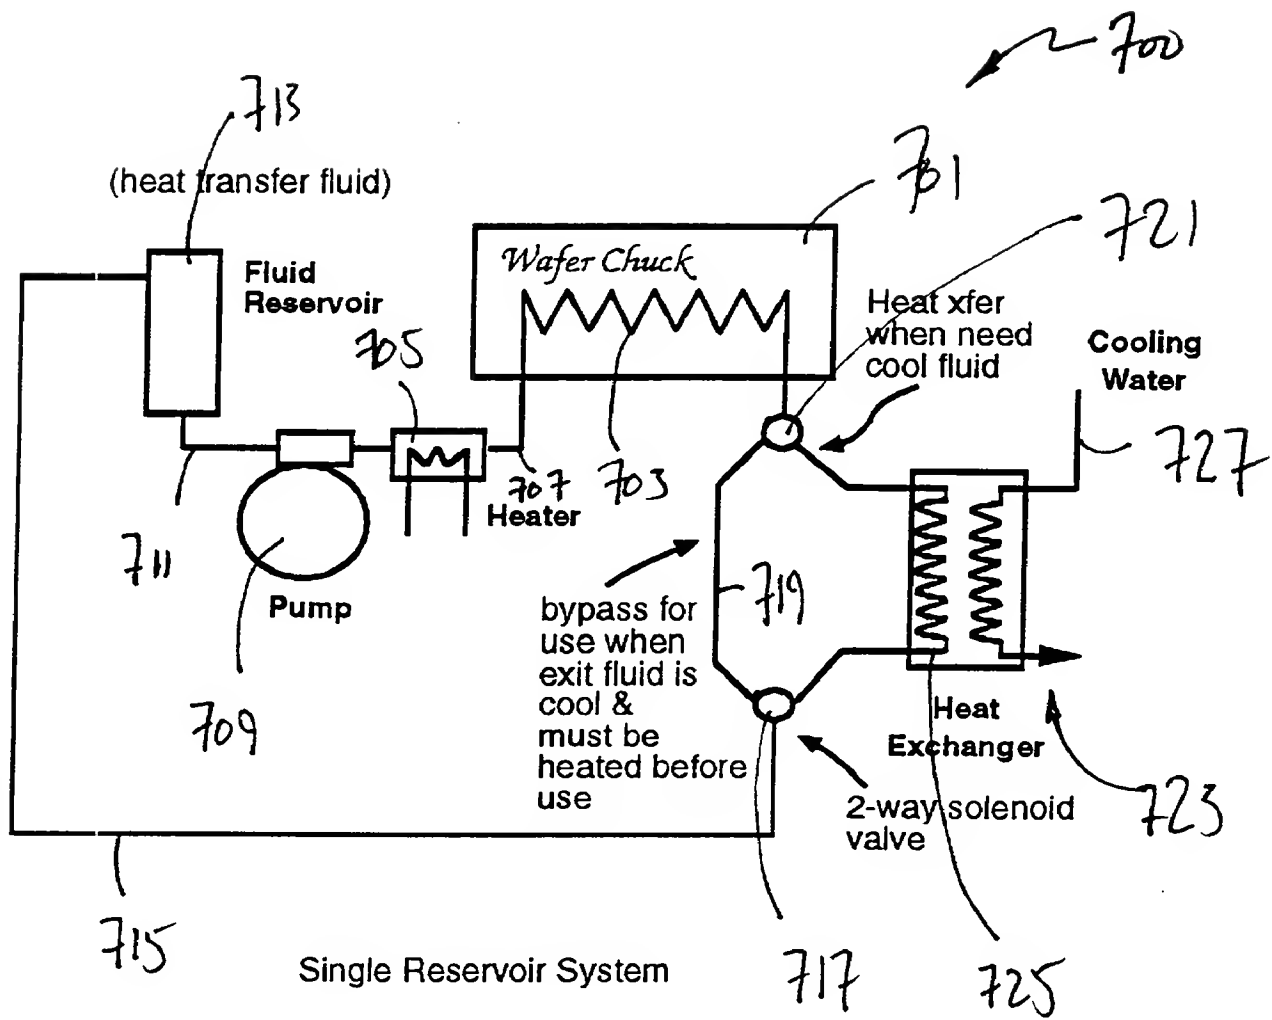 700
713
(heat transfer fluid)
701
721
Wafer Chuck
Fluid
Reservoir
705
Heat xfer
when need
cool fluid
Cooling
Water
727
707
703
Heater
711
Pump
719
bypass for
use when
exit fluid is
cool &
must be
heated before
use
709
Heat
Exchanger
2-way solenoid
valve
723
715
Single Reservoir System
717
725